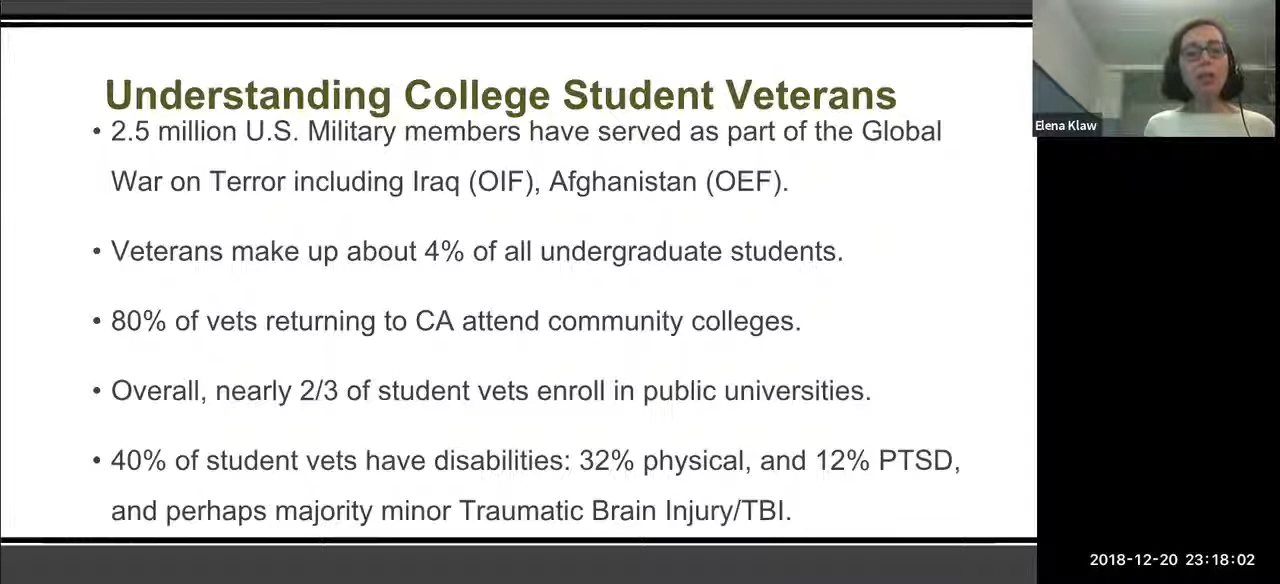 Understanding College Student Veterans
• 2.5 million U.S. Military members have served as part of the Global
War on Terror including Iraq (OIF), Afghanistan (OEF).
• Veterans make up about 4% of all undergraduate students.
• 80% of vets returning to CA attend community colleges.
• Overall, nearly 2/3 of student vets enroll in public universities.
• 40% of student vets have disabilities: 32% physical, and 12% PTSD,
and perhaps majority minor Traumatic Brain Injury/TBI.
Elena Klaw
2018-12-20 23:18:02